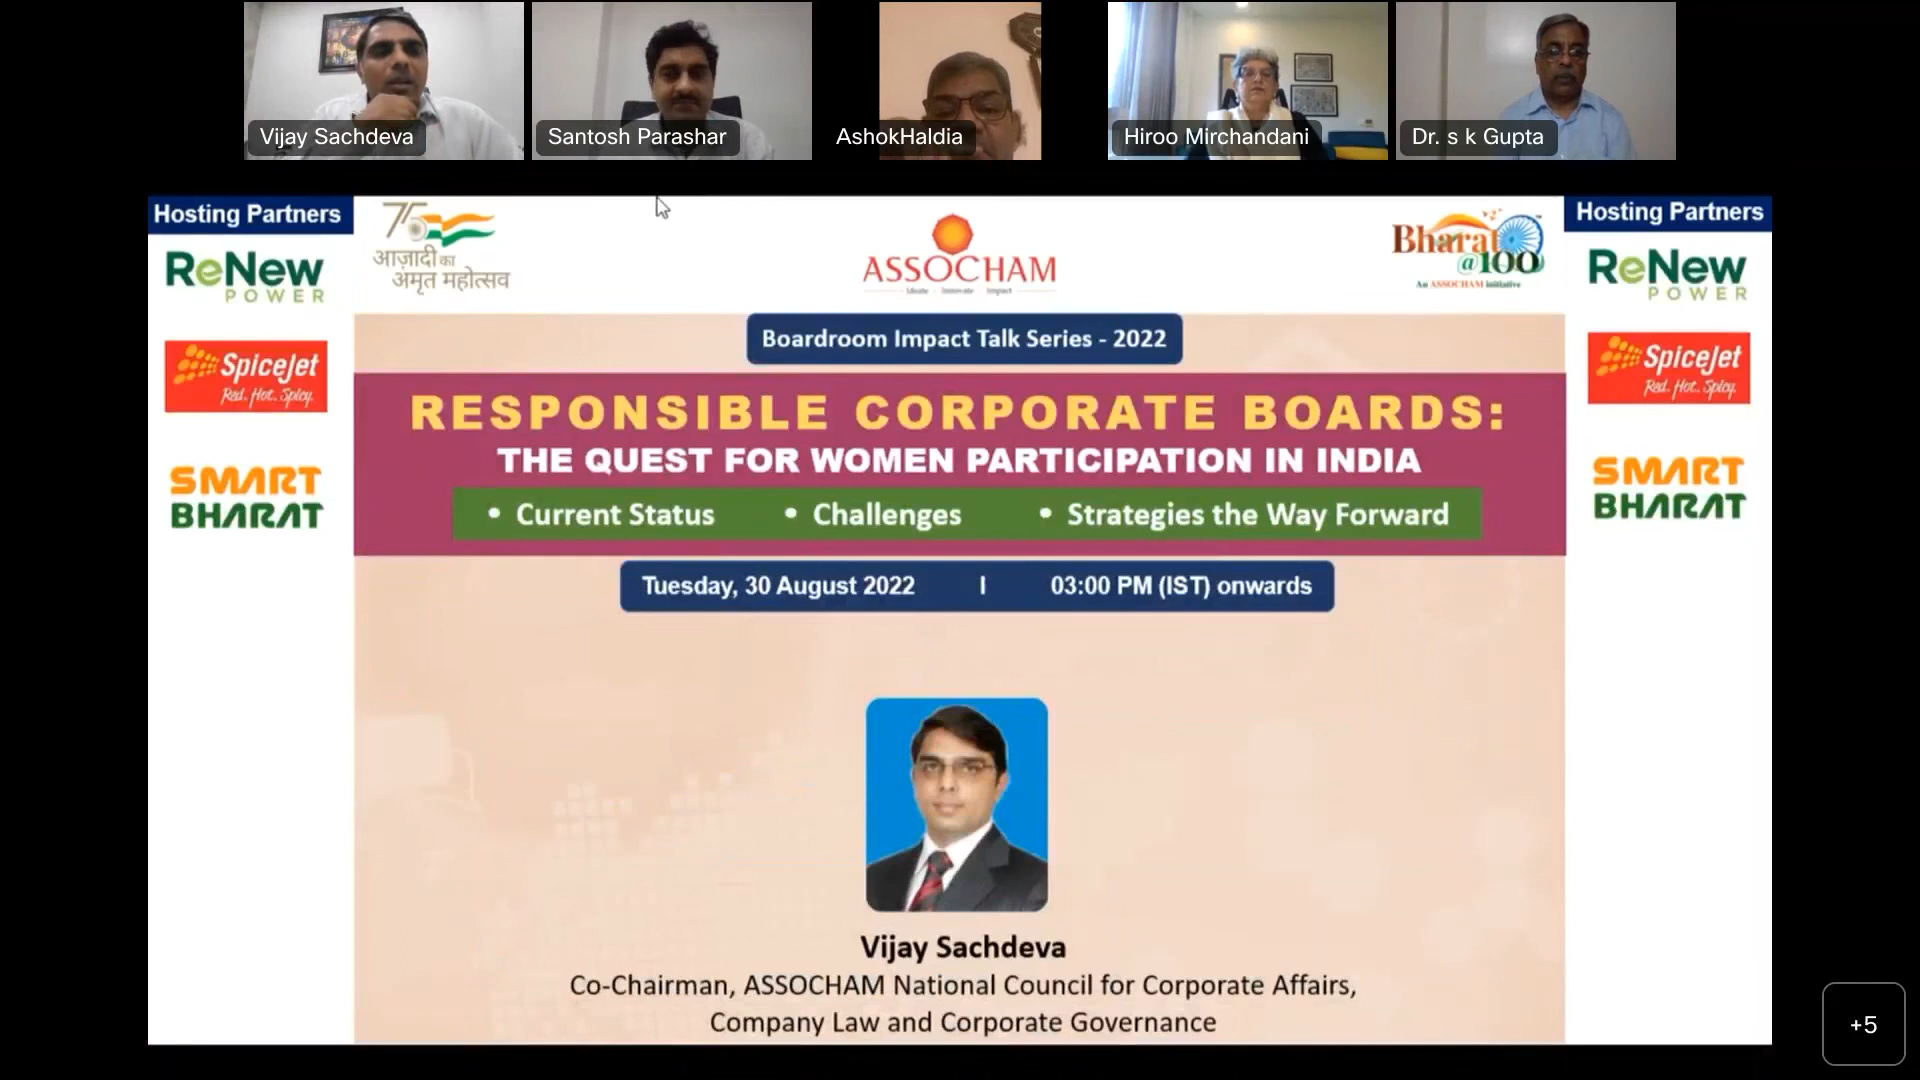 Vijay Sachdeva
Santosh Parashar
AshokHaldia
Hiroo Mirchandani
Dr. s k Gupta
Hosting Partners
ReNew
POWER
SpiceJet
Red. Hot. Spicy.
SMART
BHARAT
75
आज़ादी का
अमृत महोत्सव
ASSOCHAM
Ideate Innovate Impact
Bharat
@100
An ASSOCHAM initiative
Hosting Partners
ReNew
POWER
SpiceJet
Red. Hot. Spicy.
SMART
BHARAT
Boardroom Impact Talk Series - 2022
RESPONSIBLE CORPORATE BOARDS:
THE QUEST FOR WOMEN PARTICIPATION IN INDIA
• Current Status • Challenges • Strategies the Way Forward
Tuesday, 30 August 2022 I 03:00 PM (IST) onwards
Vijay Sachdeva
Co-Chairman, ASSOCHAM National Council for Corporate Affairs,
Company Law and Corporate Governance
+5